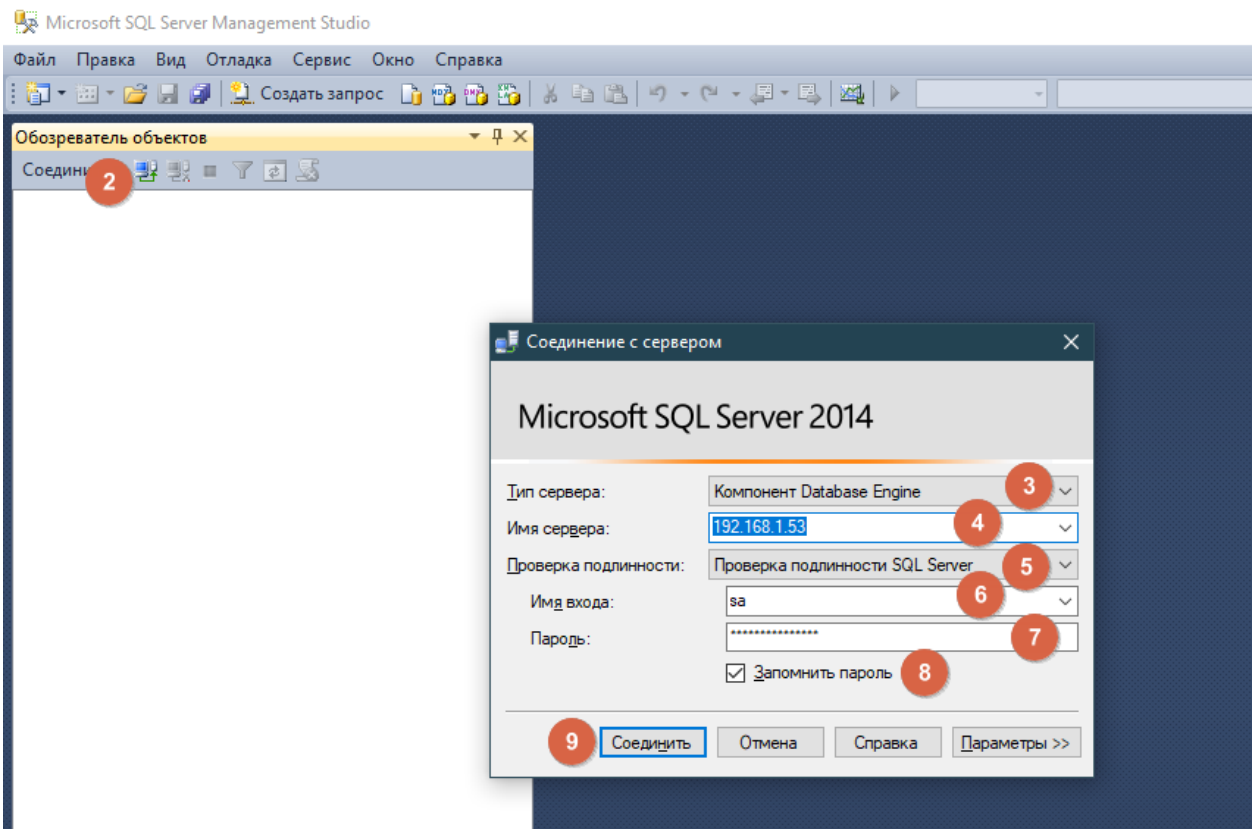 Microsoft SQL Server Management Studio
Файл Правка Вид Отладка Сервис Окно Справка
Создать запрос
Обозреватель объектов
2
Соединение с сервером
Microsoft SQL Server 2014
Тип сервера: Компонент Database Engine 3
Имя сервера: 192.168.1.53 4
Проверка подлинности: Проверка подлинности SQL Server 5
Имя входа: sa 6
Пароль: *************** 7
Запомнить пароль 8
9 Соединить Отмена Справка Параметры >>